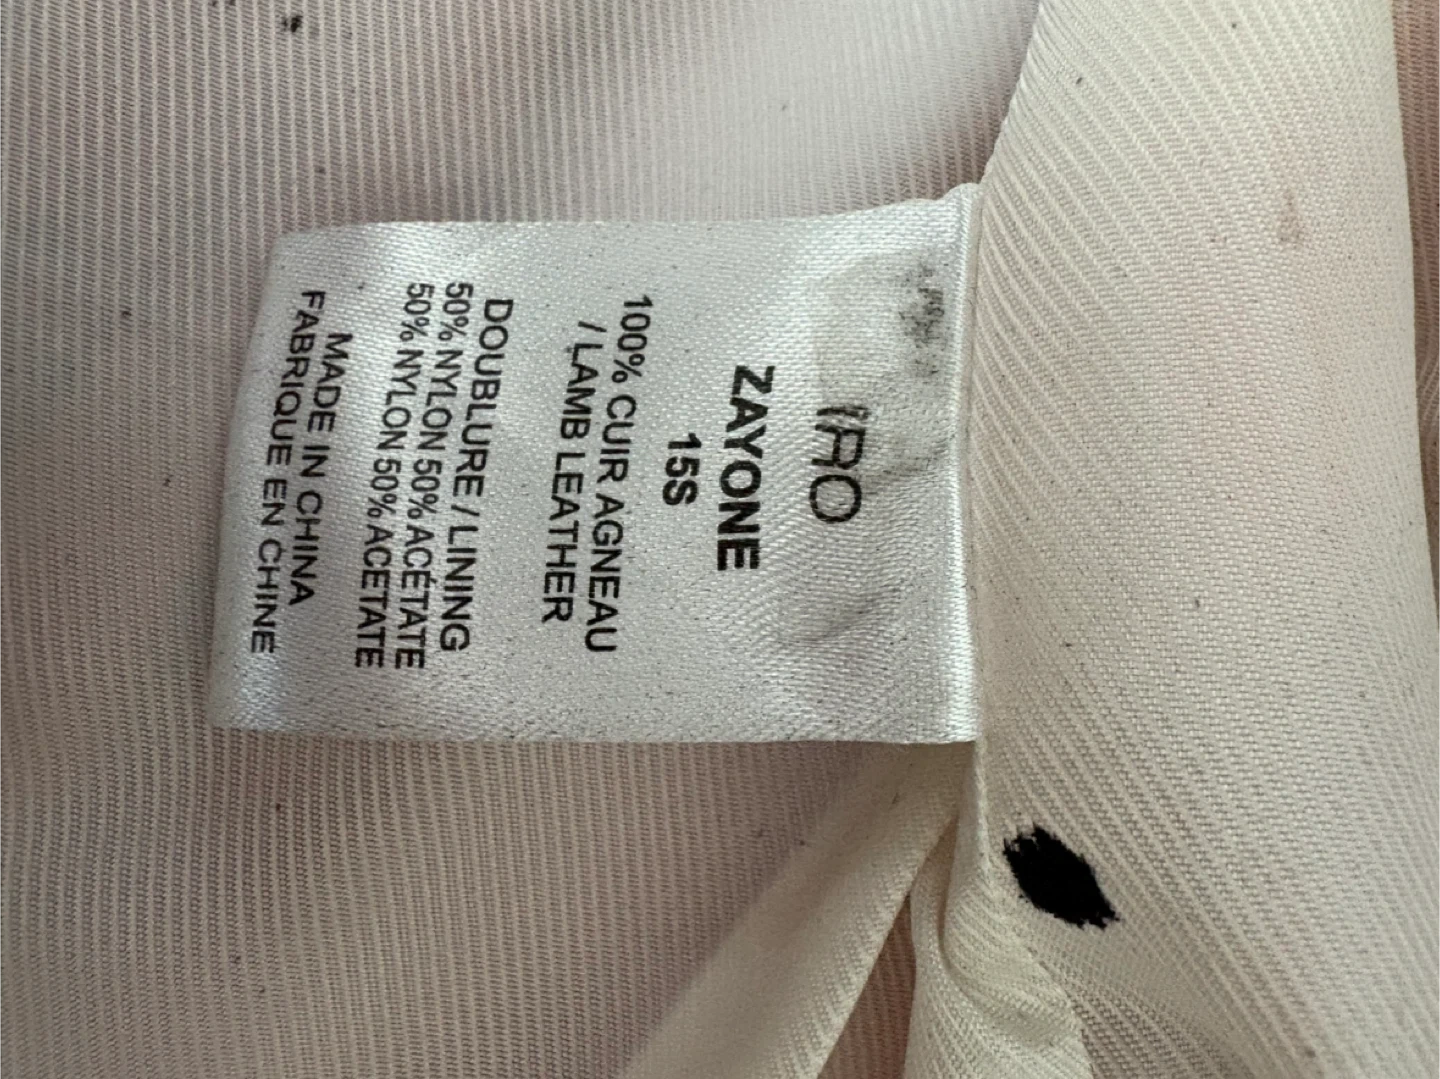 IRO
ZAYONE
15S
100% CUIR AGNEAU
/ LAMB LEATHER
DOUBLURE / LINING
50% NYLON 50% ACÉTATE
50% NYLON 50% ACETATE
MADE IN CHINA
FABRIQUE EN CHINE